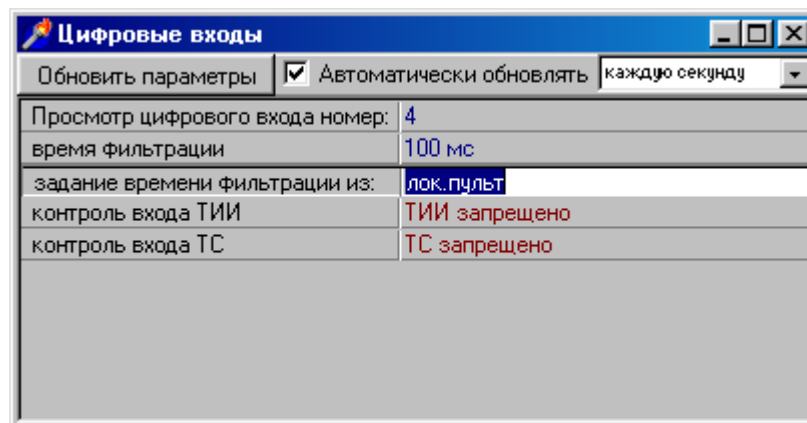 Цифровые входы
Обновить параметры Автоматически обновлять каждую секунду
Просмотр цифрового входа номер: 4
время фильтрации 100 мс
задание времени фильтрации из: лок.пульт
контроль входа ТИИ ТИИ запрещено
контроль входа ТС ТС запрещено